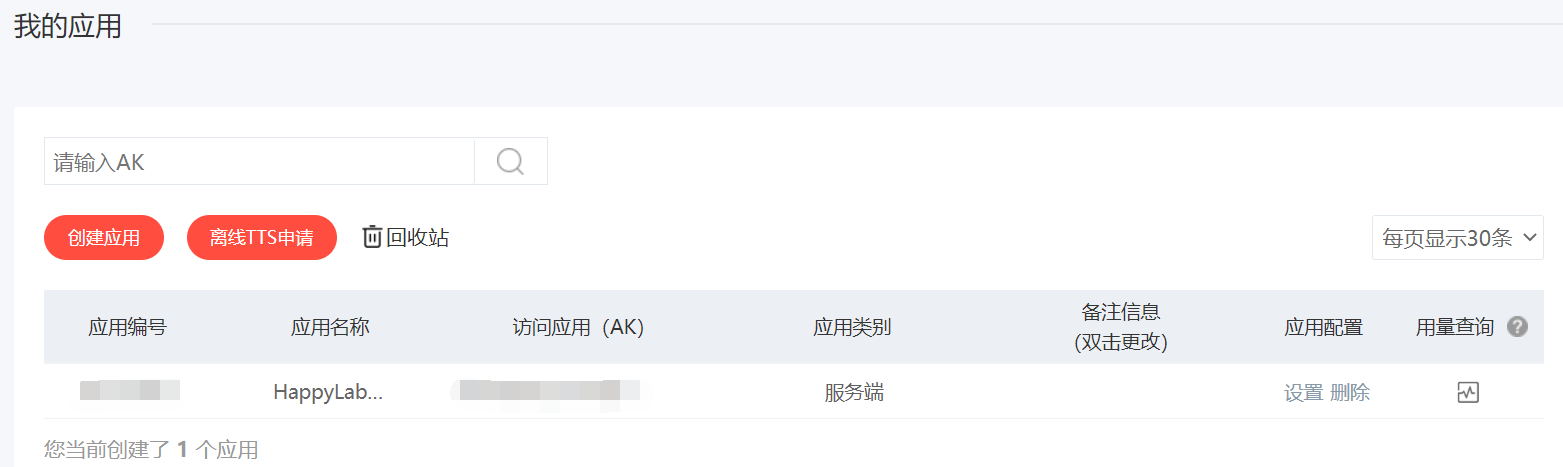 我的应用
请输入AK
创建应用 离线TTS申请 回收站 每页显示30条
应用编号 应用名称 访问应用（AK） 应用类别 备注信息 应用配置 用量查询 ?
(双击更改)
HappyLab... 服务端 设置 删除
您当前创建了 1 个应用